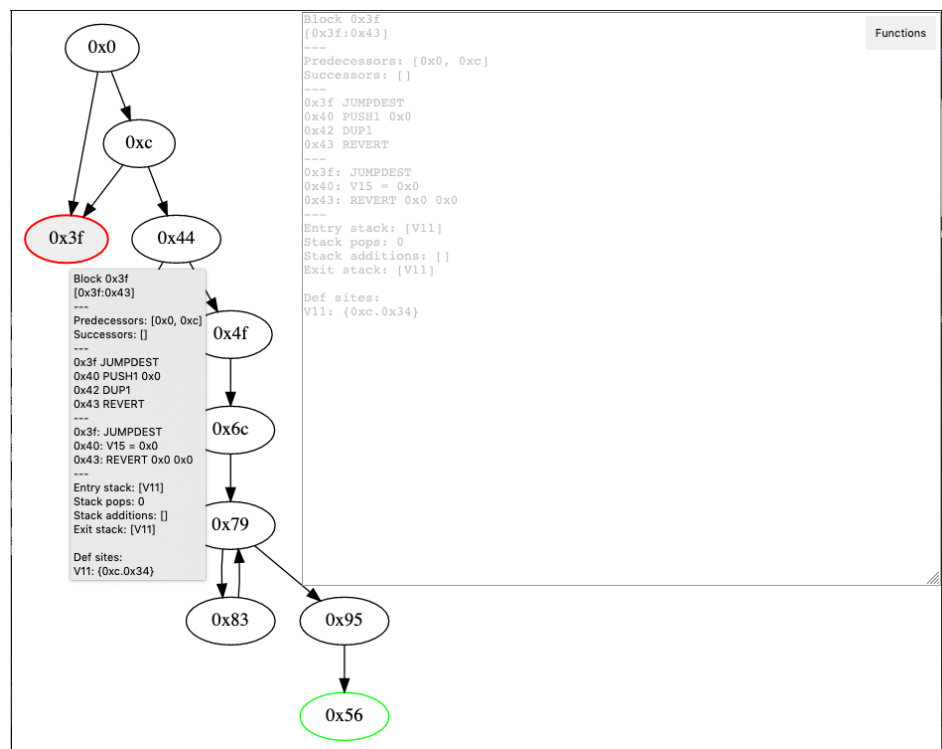 0x0
0xc
0x3f
0x44
Block 0x3f
[0x3f:0x43]
---
Predecessors: [0x0, 0xc]
Successors: []
---
0x3f JUMPDEST
0x40 PUSH1 0x0
0x42 DUP1
0x43 REVERT
---
0x3f: JUMPDEST
0x40: V15 = 0x0
0x43: REVERT 0x0 0x0
---
Entry stack: [V11]
Stack pops: 0
Stack additions: []
Exit stack: [V11]
Def sites:
V11: {0xc.0x34}
0x4f
0x6c
0x79
0x83
0x95
0x56
Block 0x3f
[0x3f:0x43]
---
Predecessors: [0x0, 0xc]
Successors: []
---
0x3f JUMPDEST
0x40 PUSH1 0x0
0x42 DUP1
0x43 REVERT
---
0x3f: JUMPDEST
0x40: V15 = 0x0
0x43: REVERT 0x0 0x0
---
Entry stack: [V11]
Stack pops: 0
Stack additions: []
Exit stack: [V11]
Def sites:
V11: {0xc.0x34}
Functions